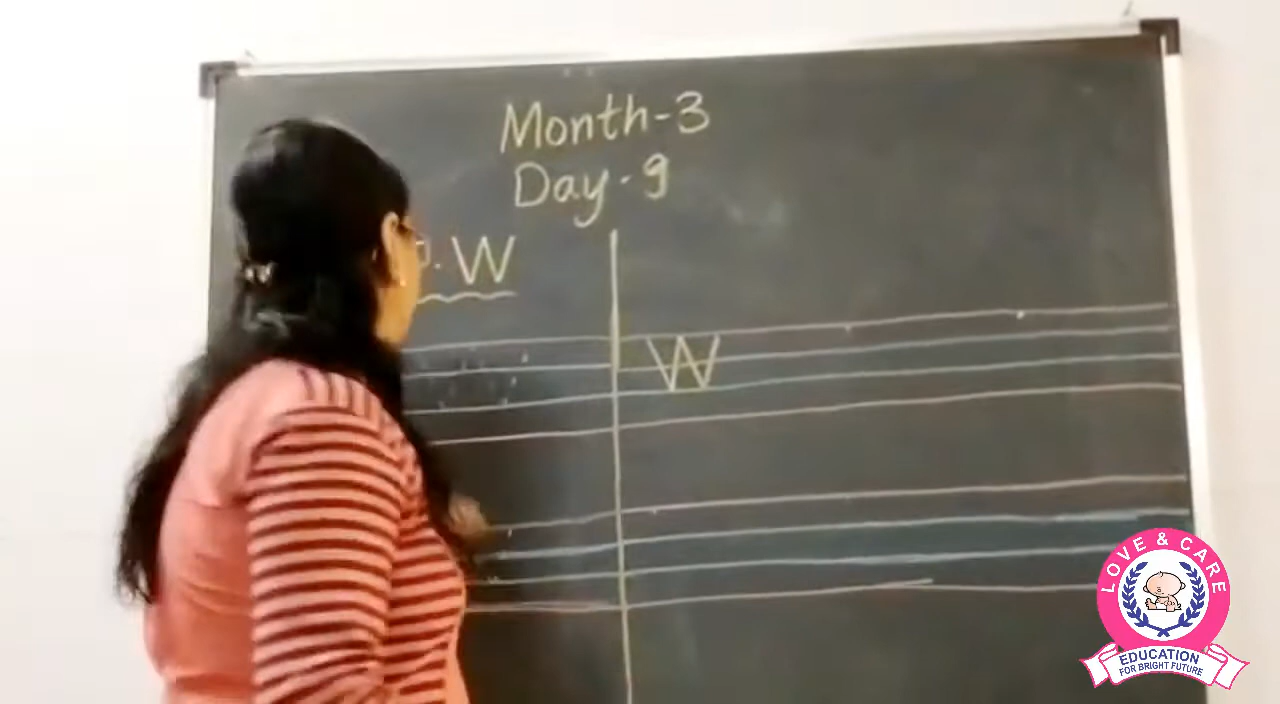 Month-3
Day-9
. W
W
LOVE & CARE
EDUCATION
FOR BRIGHT FUTURE